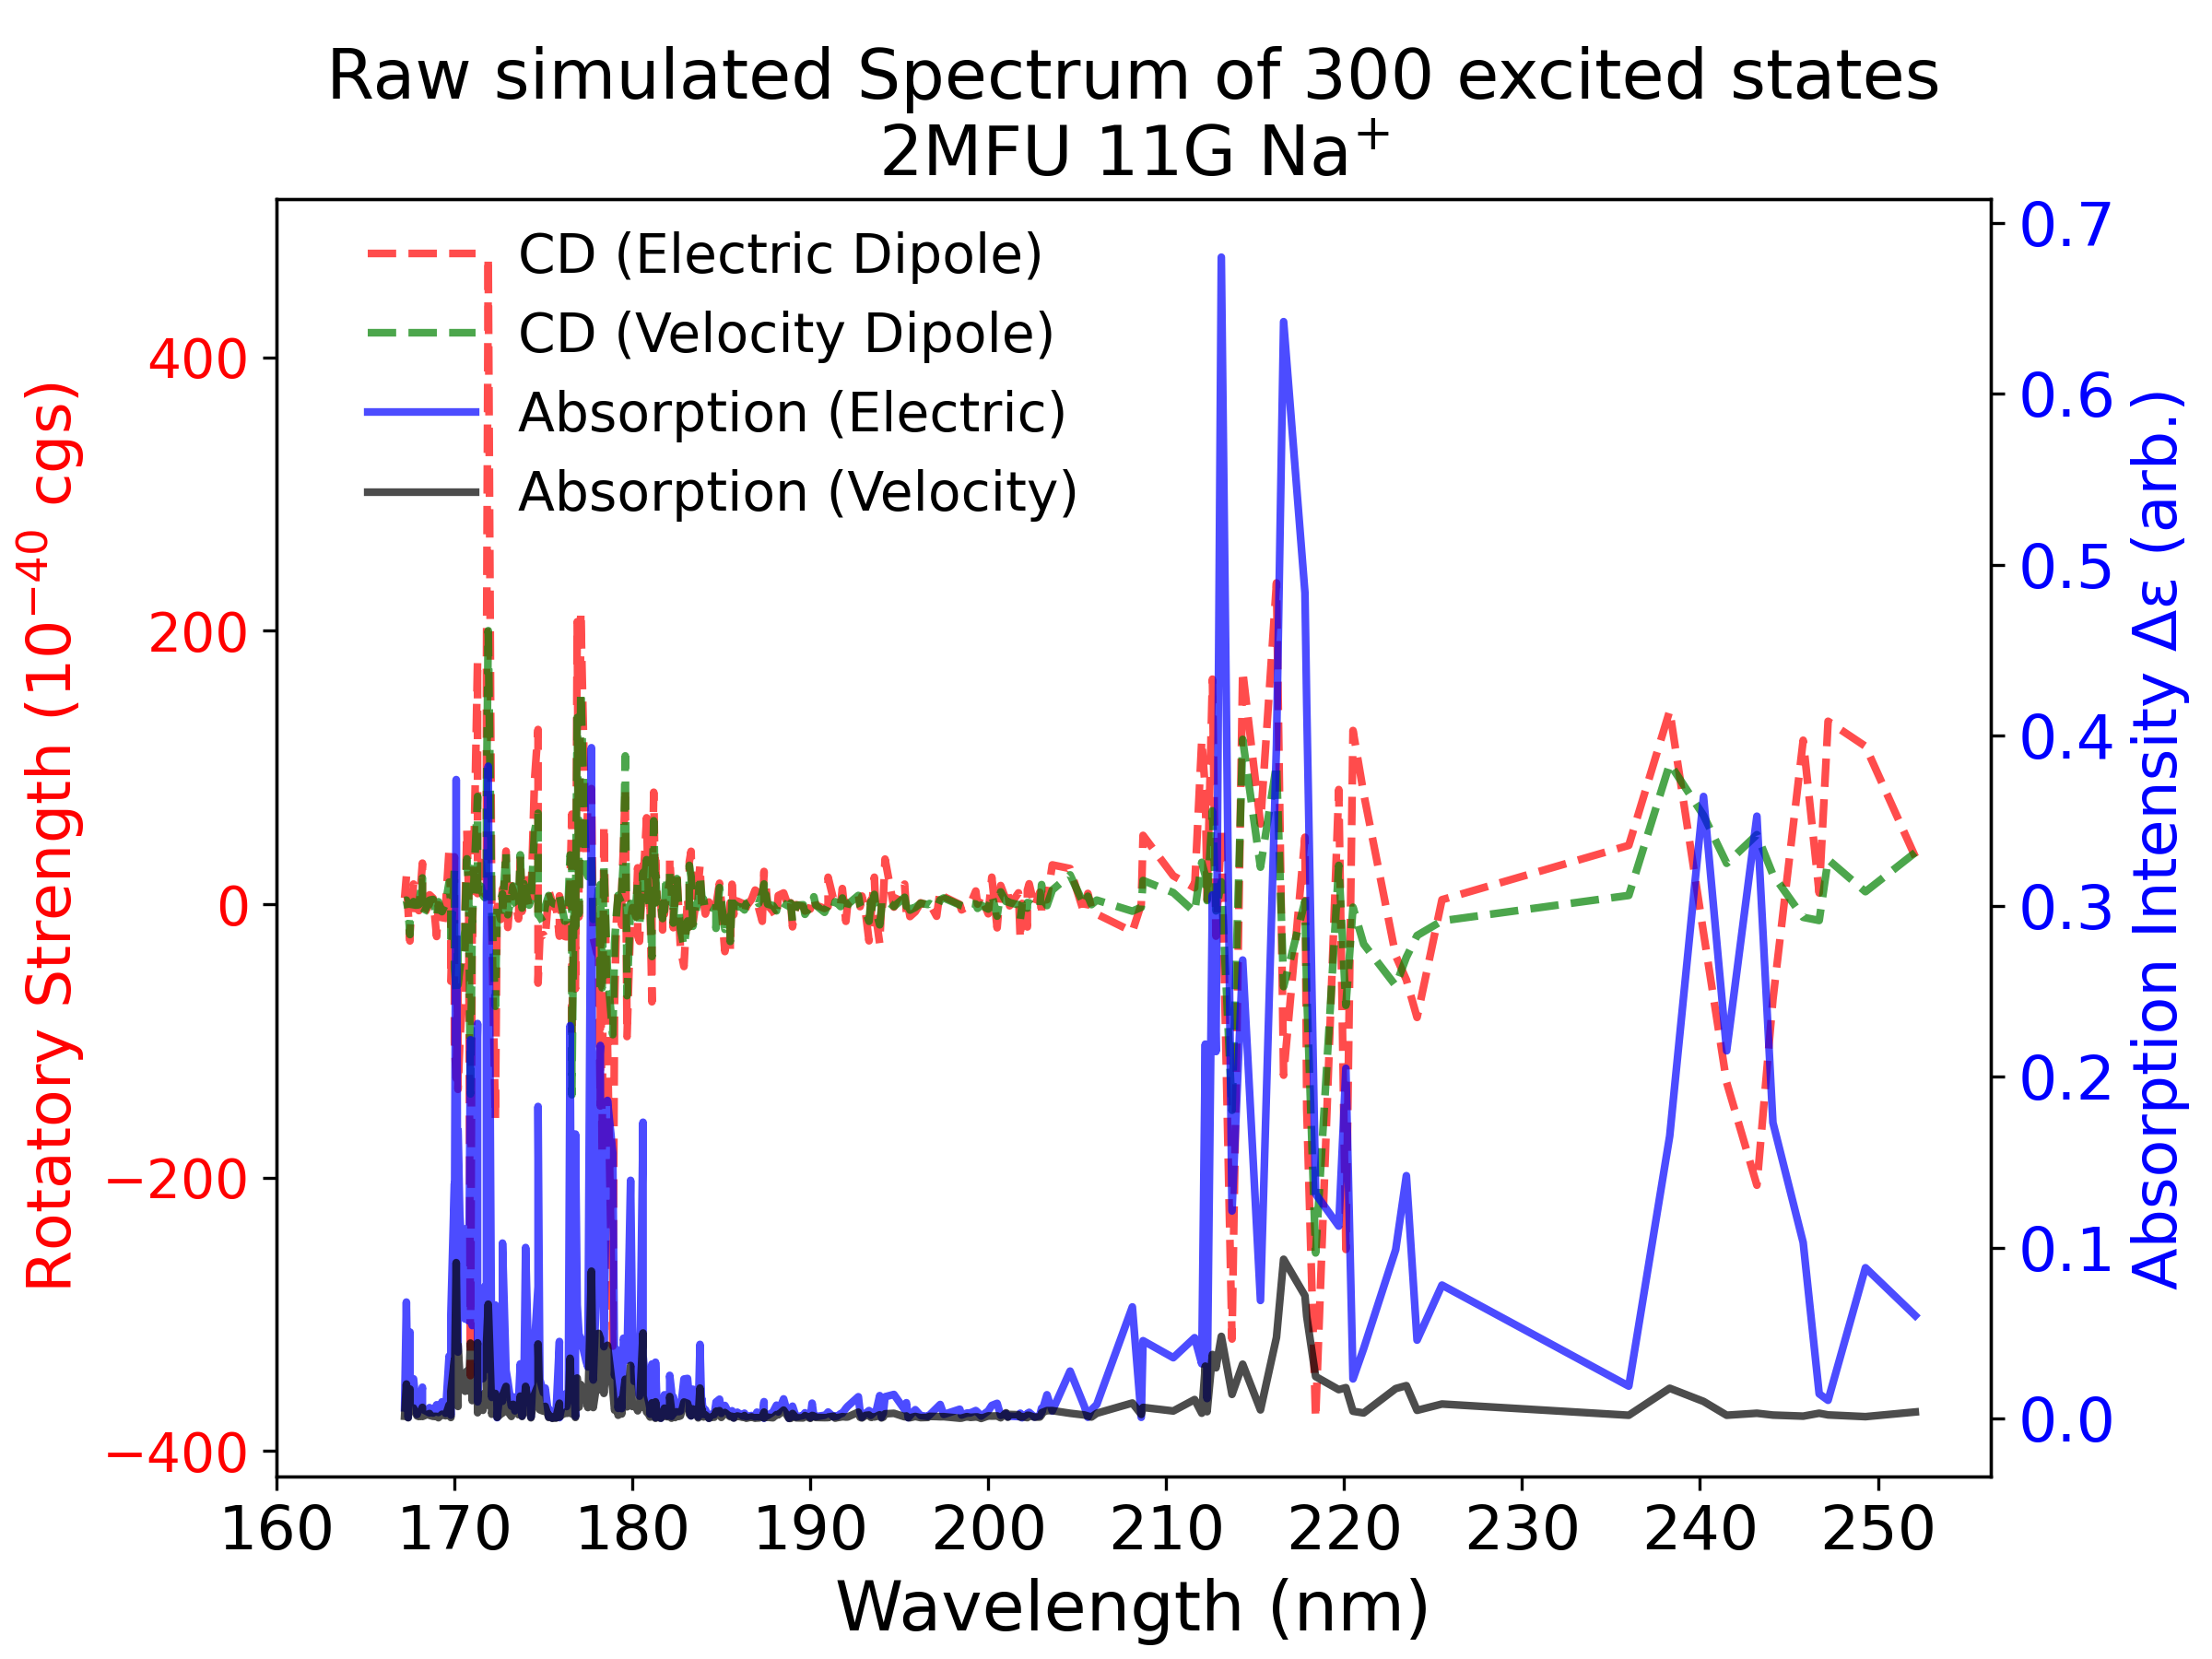 Raw simulated Spectrum of 300 excited states
2MFU 11G Na⁺
CD (Electric Dipole)
CD (Velocity Dipole)
Absorption (Electric)
Absorption (Velocity)
Rotatory Strength (10⁻⁴⁰ cgs)
400
200
0
−200
−400
0.7
0.6
0.5
0.4
0.3
0.2
0.1
0.0
Absorption Intensity Δε (arb.)
160 170 180 190 200 210 220 230 240 250
Wavelength (nm)